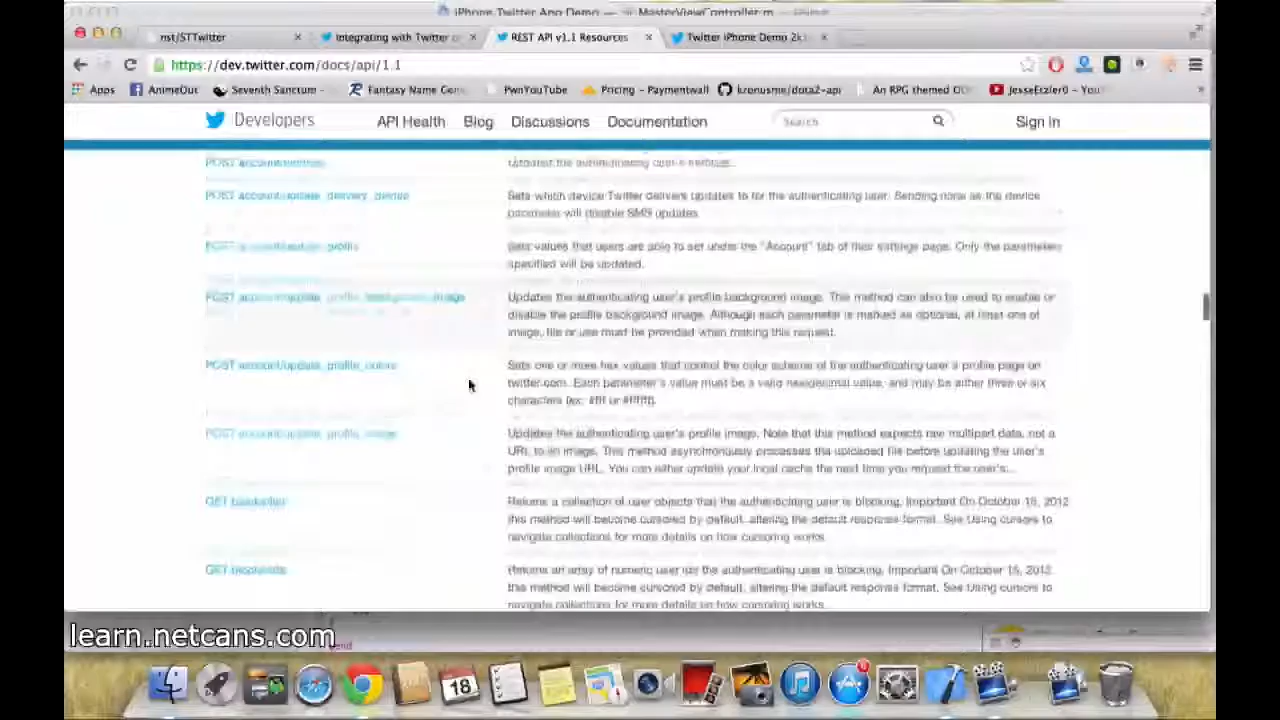 iPhone Twitter App Demo — MasterViewController.m
nst/STTwitter
Integrating with Twitter
REST API v1.1 Resources
Twitter iPhone Demo 2k
https://dev.twitter.com/docs/api/1.1
Apps
AnimeOut
Seventh Sanctum -
Fantasy Name Gen
PwnYouTube
Pricing - Paymentwall
kronusme/dota2-api
An RPG themed
JesseEtzler0 - You
Developers
API Health
Blog
Discussions
Documentation
Search
Sign In
POST account/settings
Updates the authenticating user's settings.
POST account/update_delivery_device
Sets which device Twitter delivers updates to for the authenticating user. Sending none as the device
parameter will disable SMS updates.
POST account/update_profile
Sets values that users are able to set under the "Account" tab of their settings page. Only the parameters
specified will be updated.
POST account/update_profile_background_image
Updates the authenticating user's profile background image. This method can also be used to enable or
disable the profile background image. Although each parameter is marked as optional, at least one of
image, tile or use must be provided when making this request.
POST account/update_profile_colors
Sets one or more hex values that control the color scheme of the authenticating user's profile page on
twitter.com. Each parameter's value must be a valid hexidecimal value, and may be either three or six
characters (ex: #fff or #ffffff).
POST account/update_profile_image
Updates the authenticating user's profile image. Note that this method expects raw multipart data, not a
URL to an image. This method asynchronously processes the uploaded file before updating the user's
profile image URL. You can either update your local cache the next time you request the user's...
GET blocks/list
Returns a collection of user objects that the authenticating user is blocking. Important On October 15, 2012
this method will become cursored by default, altering the default response format. See Using cursors to
navigate collections for more details on how cursoring works.
GET blocks/ids
Returns an array of numeric user ids the authenticating user is blocking. Important On October 15, 2012
this method will become cursored by default, altering the default response format. See Using cursors to
navigate collections for more details on how cursoring works.
learn.netcans.com
18